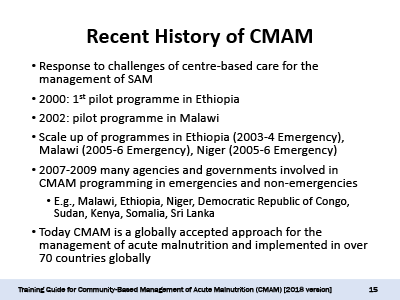 Recent History of CMAM
• Response to challenges of centre-based care for the
management of SAM
• 2000: 1st pilot programme in Ethiopia
• 2002: pilot programme in Malawi
• Scale up of programmes in Ethiopia (2003-4 Emergency),
Malawi (2005-6 Emergency), Niger (2005-6 Emergency)
• 2007-2009 many agencies and governments involved in
CMAM programming in emergencies and non-emergencies
• E.g., Malawi, Ethiopia, Niger, Democratic Republic of Congo,
Sudan, Kenya, Somalia, Sri Lanka
• Today CMAM is a globally accepted approach for the
management of acute malnutrition and implemented in over
70 countries globally
Training Guide for Community-Based Management of Acute Malnutrition (CMAM) [2018 version] 15